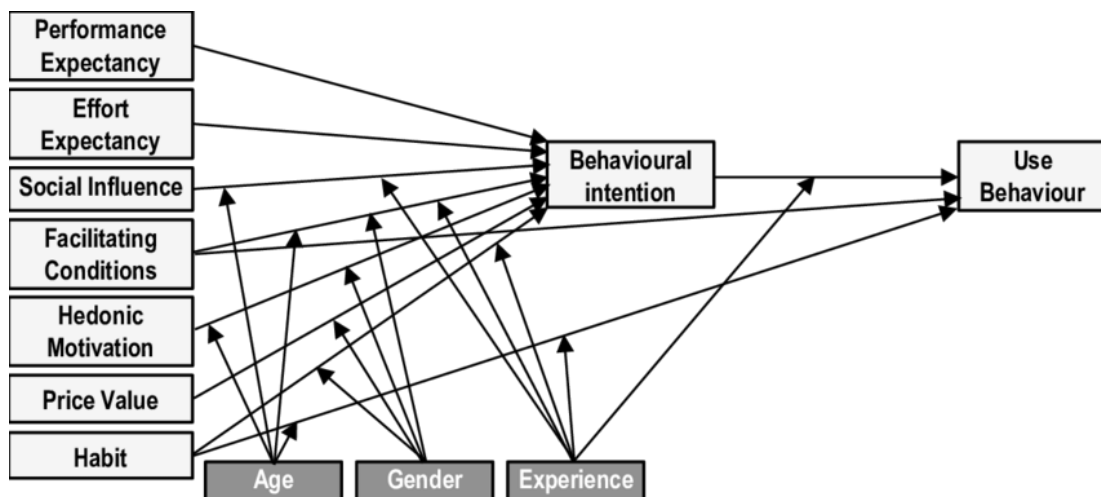 Performance
Expectancy
Effort
Expectancy
Social Influence
Facilitating
Conditions
Hedonic
Motivation
Price Value
Habit
Behavioural
intention
Use
Behaviour
Age
Gender
Experience